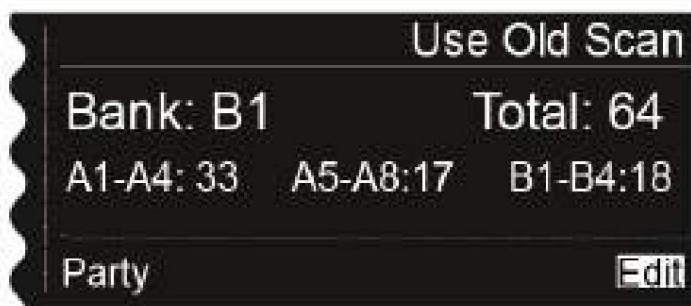 Use Old Scan
Bank: B1 Total: 64
A1-A4: 33 A5-A8:17 B1-B4:18
Party Edit